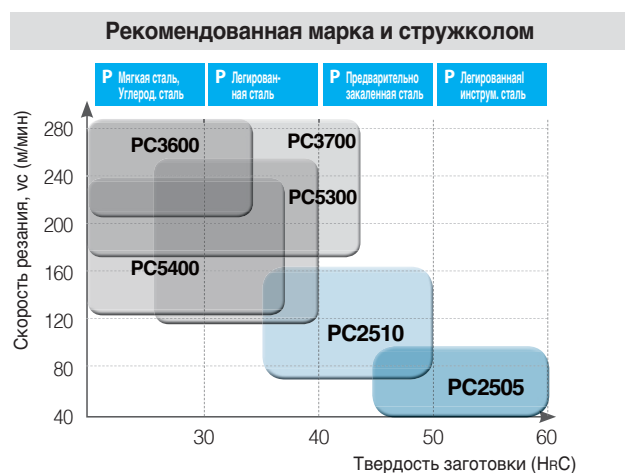 Рекомендованная марка и стружколом
P Мягкая сталь,
Углерод. сталь
P Легирован-
ная сталь
P Предварительно
закаленная сталь
P Легированнаяl
инструм. сталь
Скорость резания, vc (м/мин)
280
240
200
160
120
80
40
PC3600
PC3700
PC5300
PC5400
PC2510
PC2505
30
40
50
60
Твердость заготовки (HRC)